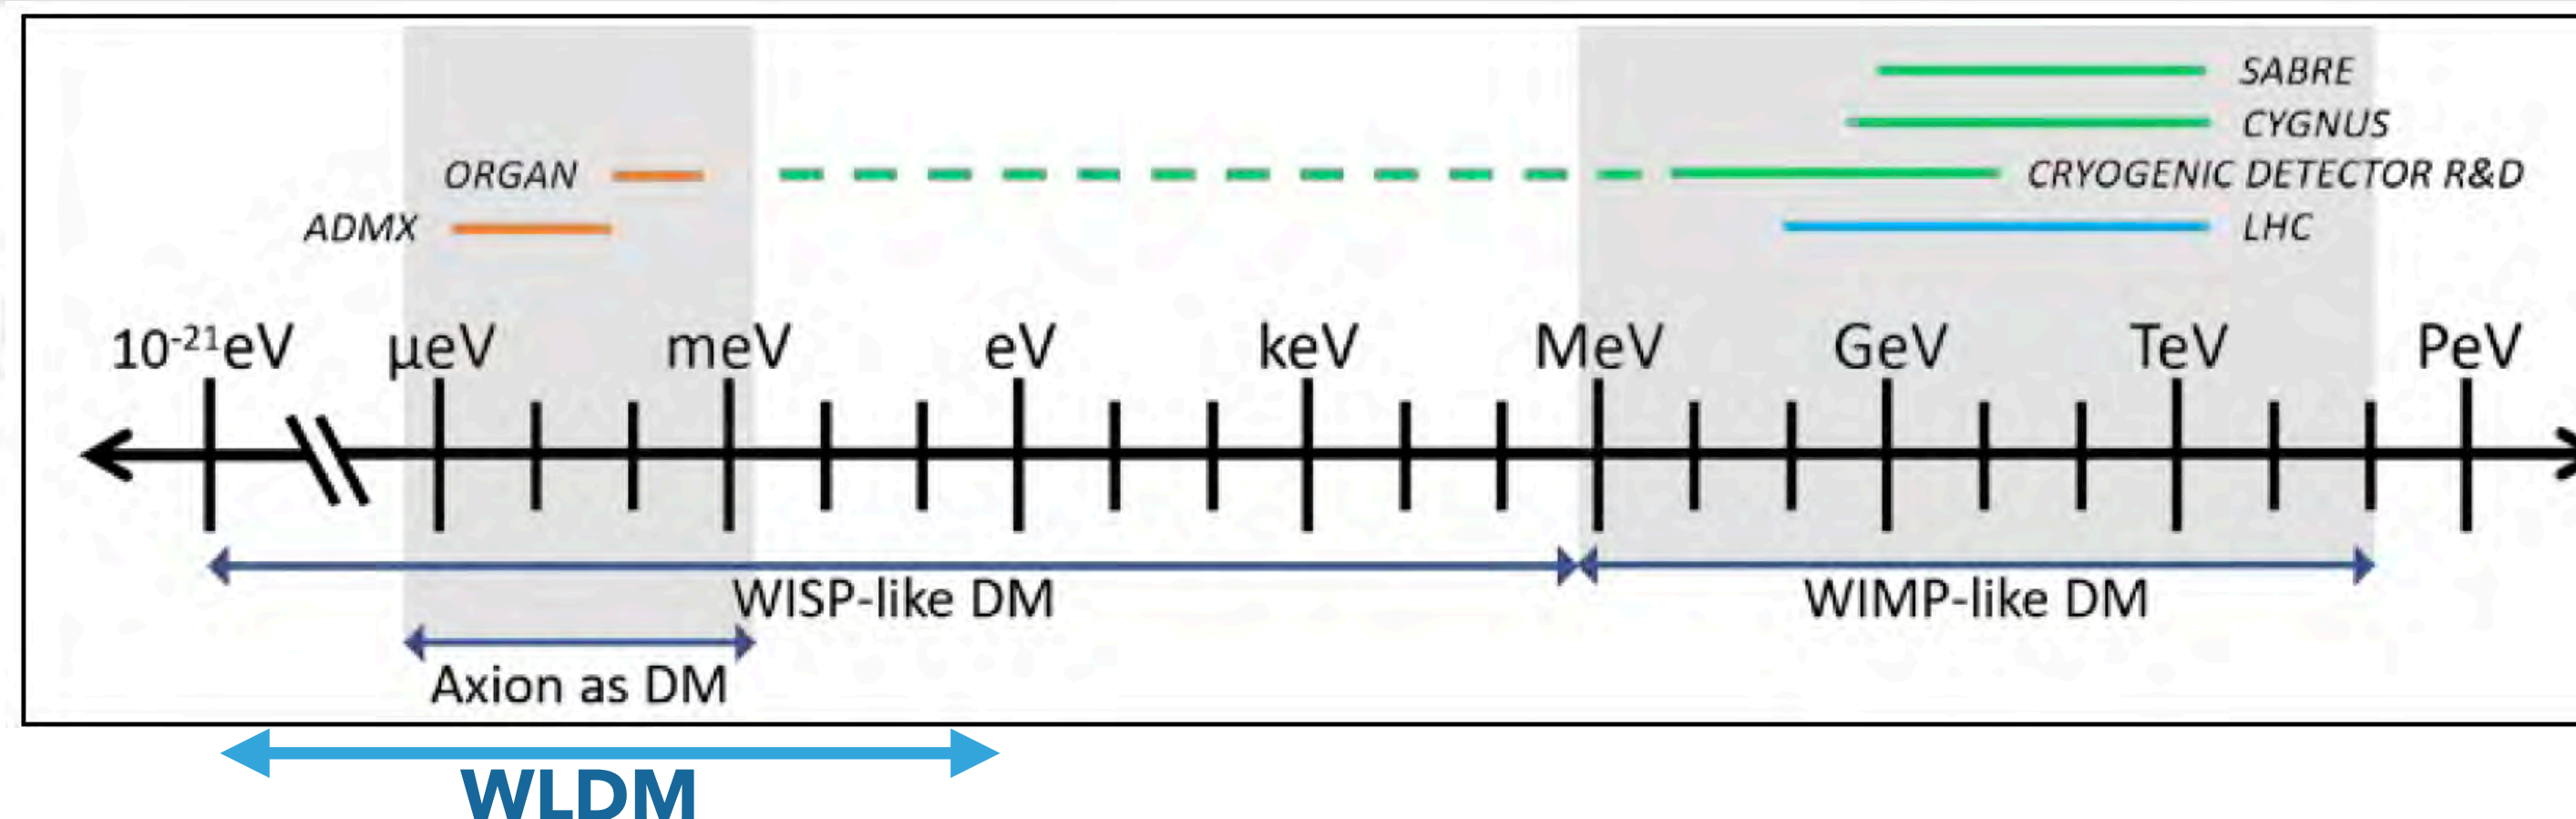 SABRE
CYGNUS
ORGAN
CRYOGENIC DETECTOR R&D
ADMX
LHC
10⁻²¹eV
µeV
meV
eV
keV
MeV
GeV
TeV
PeV
WISP-like DM
WIMP-like DM
Axion as DM
WLDM